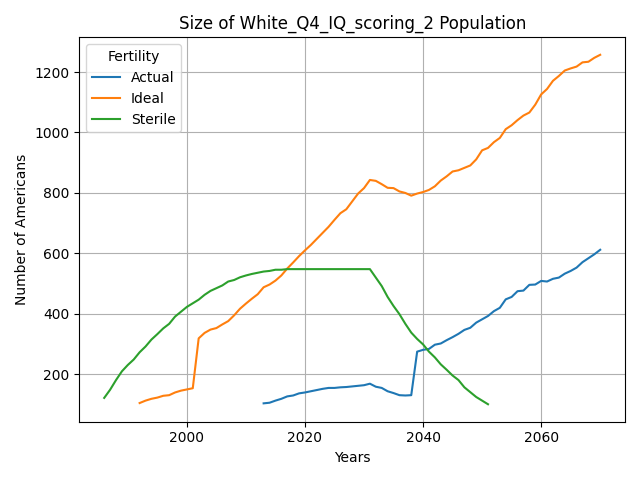 Size of White_Q4_IQ_scoring_2 Population
Fertility
Actual
Ideal
Sterile
Number of Americans
1200
1000
800
600
400
200
2000
2020
2040
2060
Years